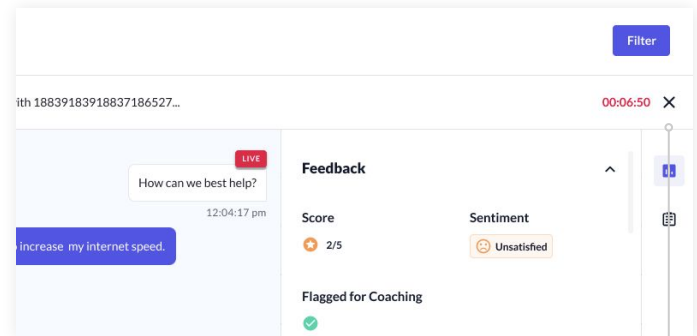 Filter
ith 18839183918837186527...
00:06:50
LIVE
How can we best help?
12:04:17 pm
increase my internet speed.
Feedback
Score
Sentiment
2/5
Unsatisfied
Flagged for Coaching